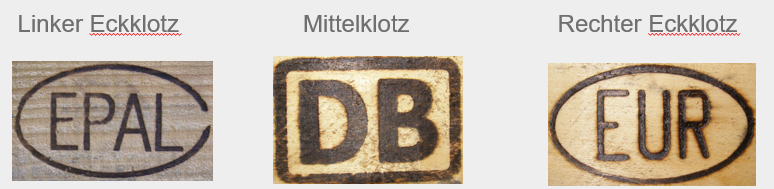 Linker Eckklotz
Mittelklotz
Rechter Eckklotz
EPAL
DB
EUR